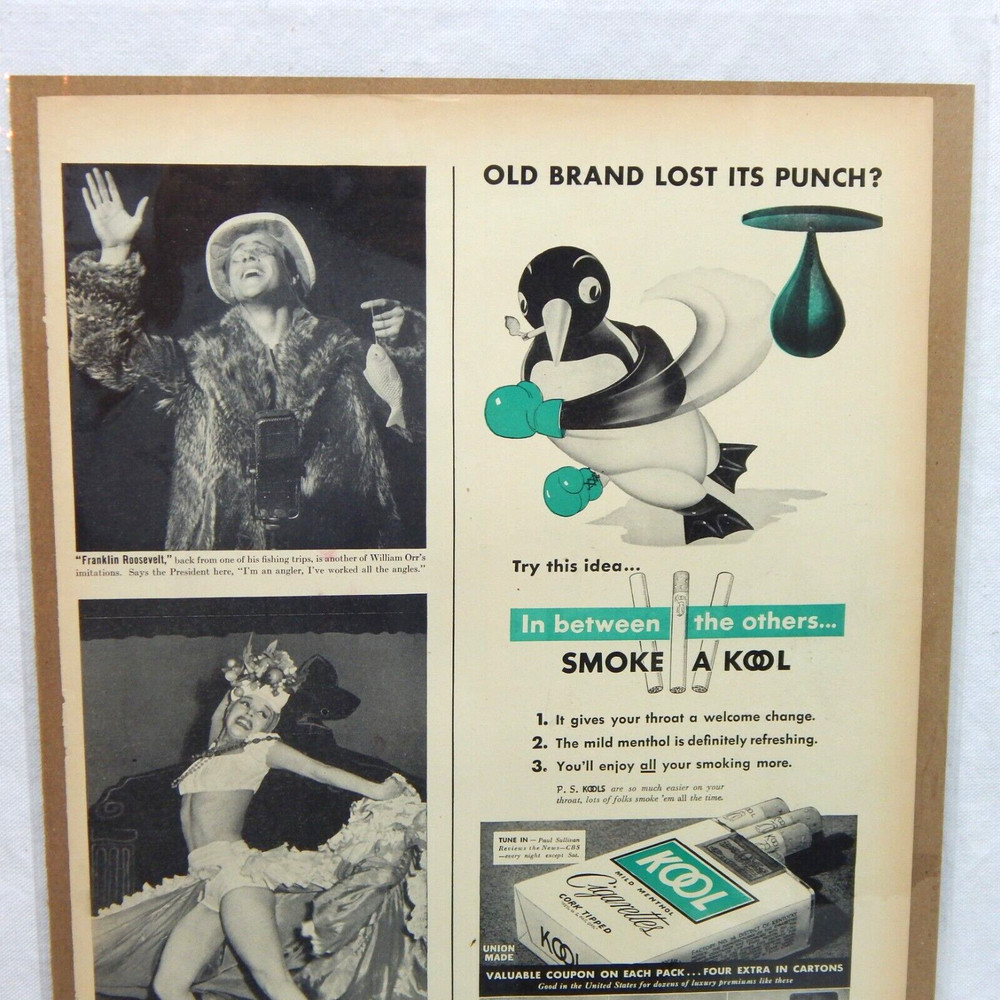 "Franklin Roosevelt," back from one of his fishing trips, is another of William Orr's
imitations. Says the President here, "I'm an angler, I've worked all the angles."
OLD BRAND LOST ITS PUNCH?
Try this idea...
In between the others...
SMOKE A KOOL
1. It gives your throat a welcome change.
2. The mild menthol is definitely refreshing.
3. You'll enjoy all your smoking more.
P. S. KOOLS are so much easier on your
throat, lots of folks smoke 'em all the time.
TUNE IN—Paul Sullivan
Reviews the News—CBS
—every night except Sat.
KOOL
MILD MENTHOL
Cigarettes
CORK TIPPED
KOOL
UNION
MADE
VALUABLE COUPON ON EACH PACK...FOUR EXTRA IN CARTONS
Good in the United States for dozens of luxury premiums like these